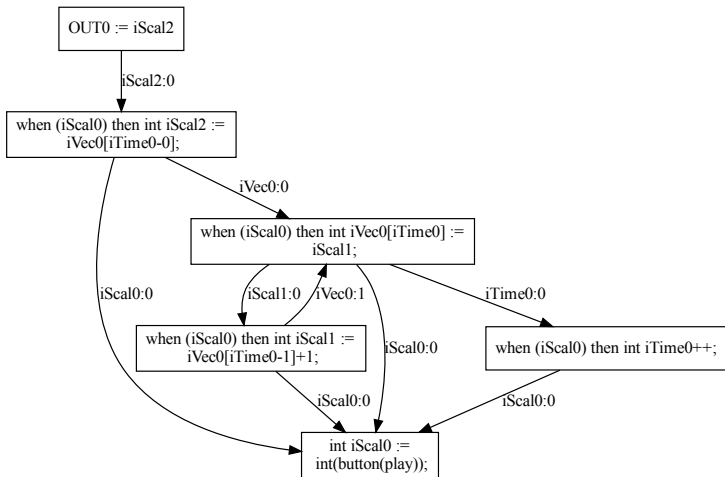 OUT0 := iScal2
iScal2:0
when (iScal0) then int iScal2 :=
iVec0[iTime0-0];
iVec0:0
when (iScal0) then int iVec0[iTime0] :=
iScal1;
iScal0:0
iScal1:0
iVec0:1
iTime0:0
when (iScal0) then int iScal1 :=
iVec0[iTime0-1]+1;
iScal0:0
when (iScal0) then int iTime0++;
iScal0:0
iScal0:0
int iScal0 :=
int(button(play));